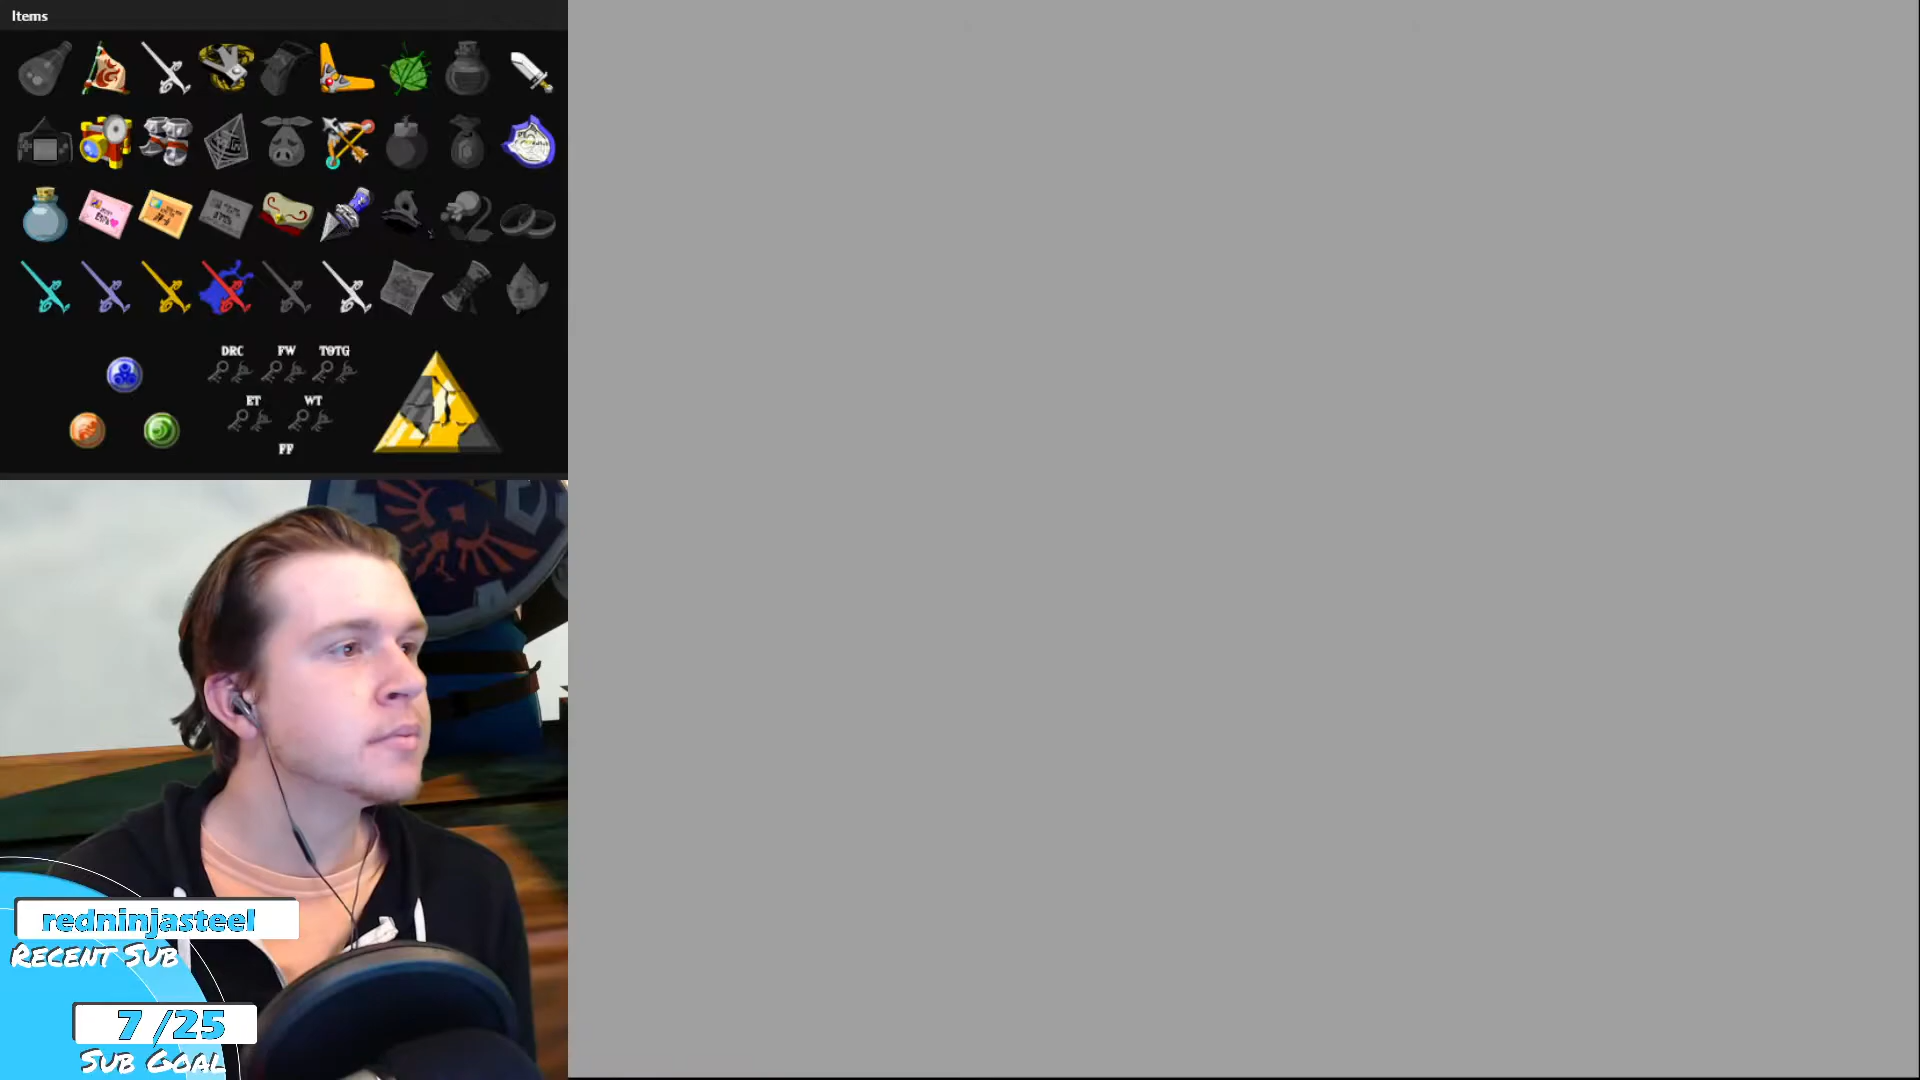 Items
DRC FW TOTG
ET WT
FF
redninjasteel
RECENT SUB
7 /25
SUB GOAL